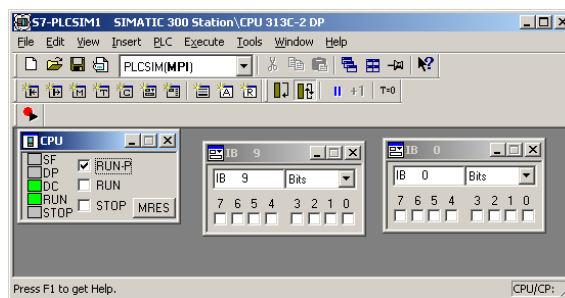 S7-PLCSIM1 SIMATIC 300 Station\CPU 313C-2 DP
File Edit View Insert PLC Execute Tools Window Help
PLCSIM(MPI)
+1 T=0
CPU
SF
DP
DC
RUN
STOP
RUN-P
RUN
STOP
MRES
IB 9
IB 9 Bits
7 6 5 4 3 2 1 0
IB 0
IB 0 Bits
7 6 5 4 3 2 1 0
Press F1 to get Help.
CPU/CP: